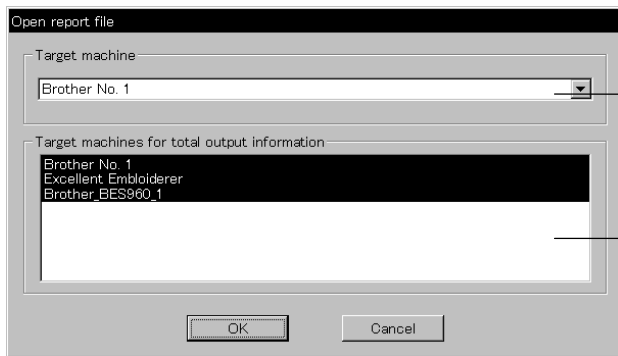 Open report file
Target machine
Brother No. 1
Target machines for total output information
Brother No. 1
Excellent Embloiderer
Brother_BES960_1
OK
Cancel